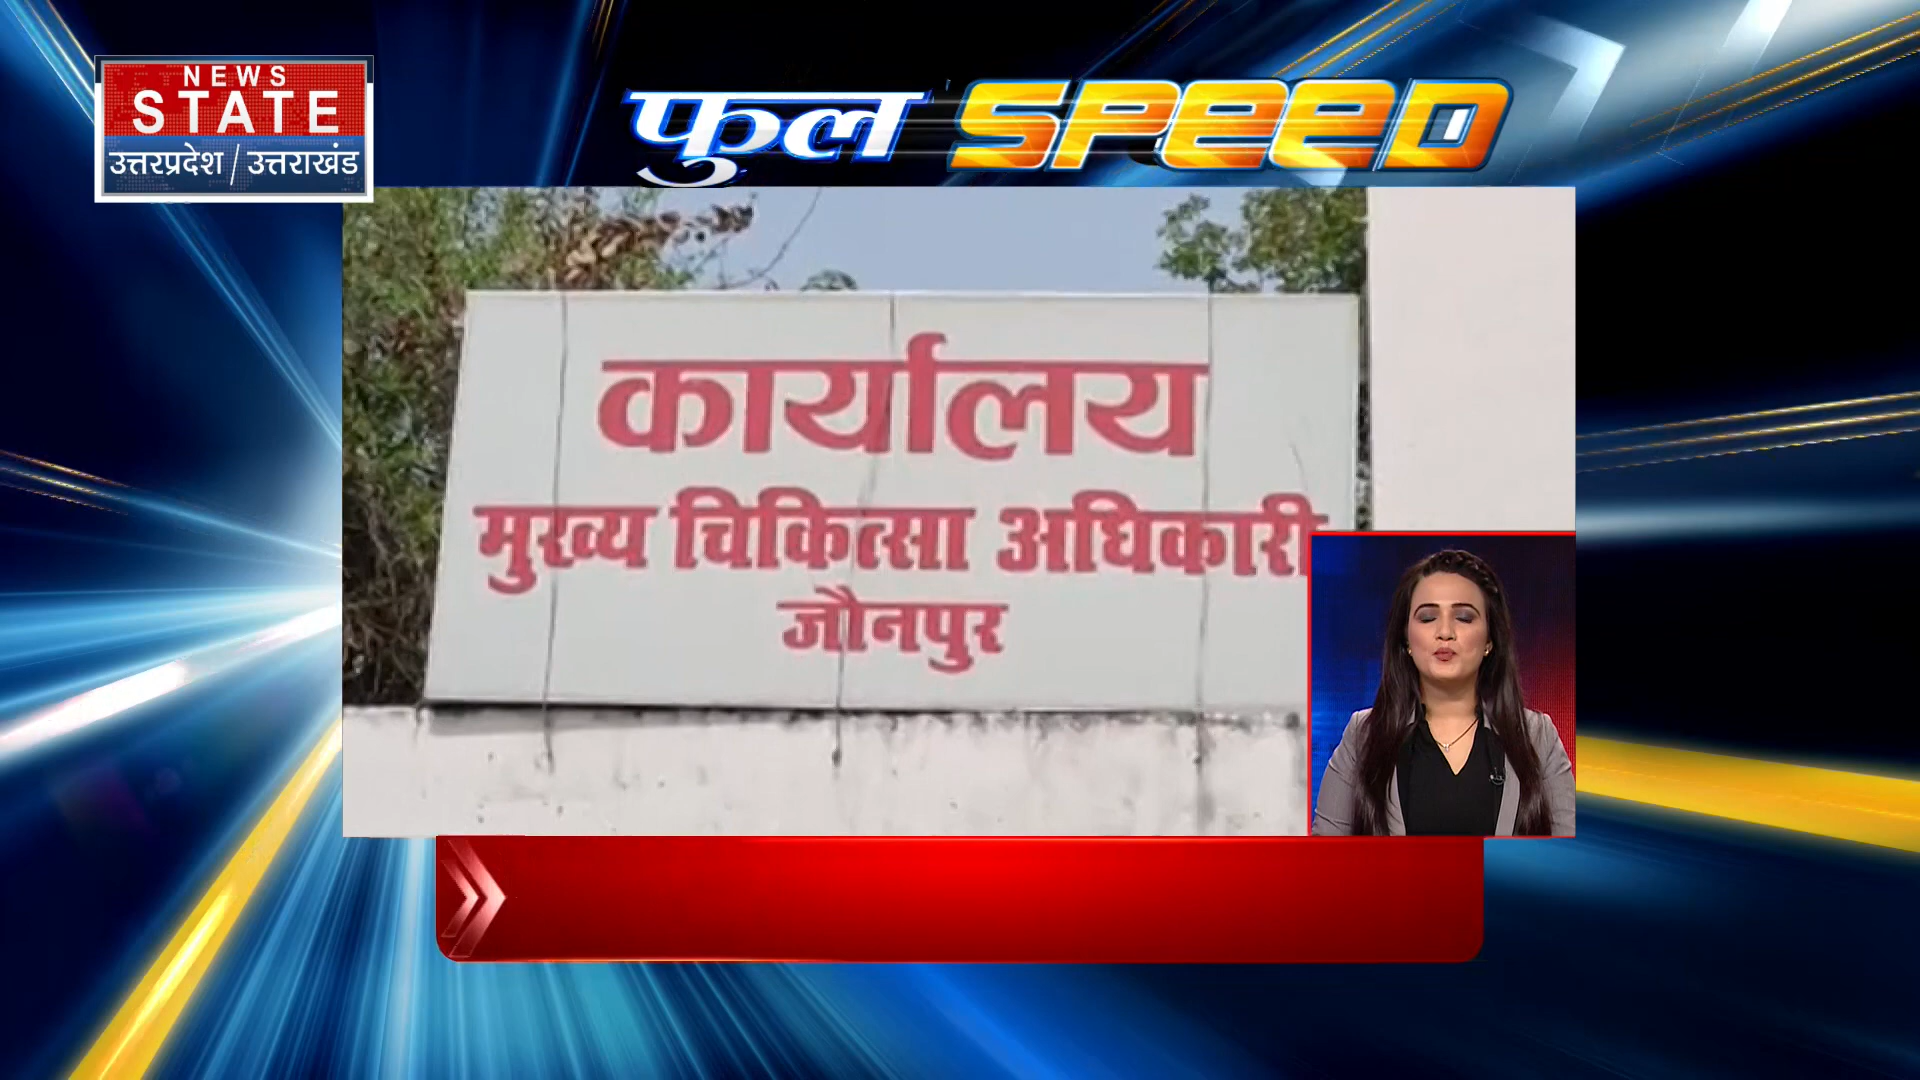 NEWS
STATE
उत्तरप्रदेश / उत्तराखंड
फुल SPEED
कार्यालय
मुख्य चिकित्सा अधिकारी
जौनपुर